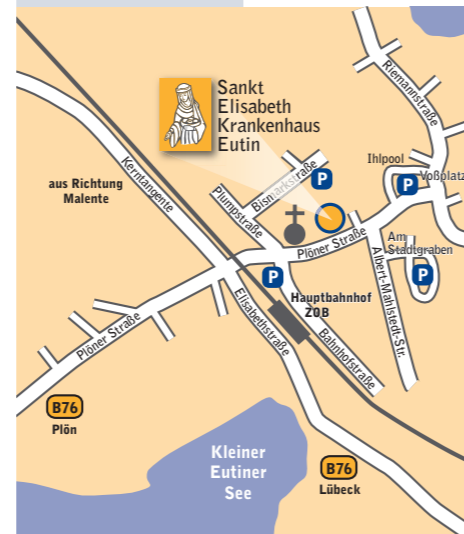 Sankt
Elisabeth
Krankenhaus
Eutin
Riemannstraße
Ihlpool
Voßplatz
Kerntangente
aus Richtung
Malente
Bismarkstraße
P
P
Plumpstraße
Plöner Straße
Am
Stadtgraben
P
P
Albert-Mahlstedt-Str.
Hauptbahnhof
ZOB
Bahnhofstraße
Elisabethstraße
Plöner Straße
B76
Plön
Kleiner
Eutiner
See
B76
Lübeck